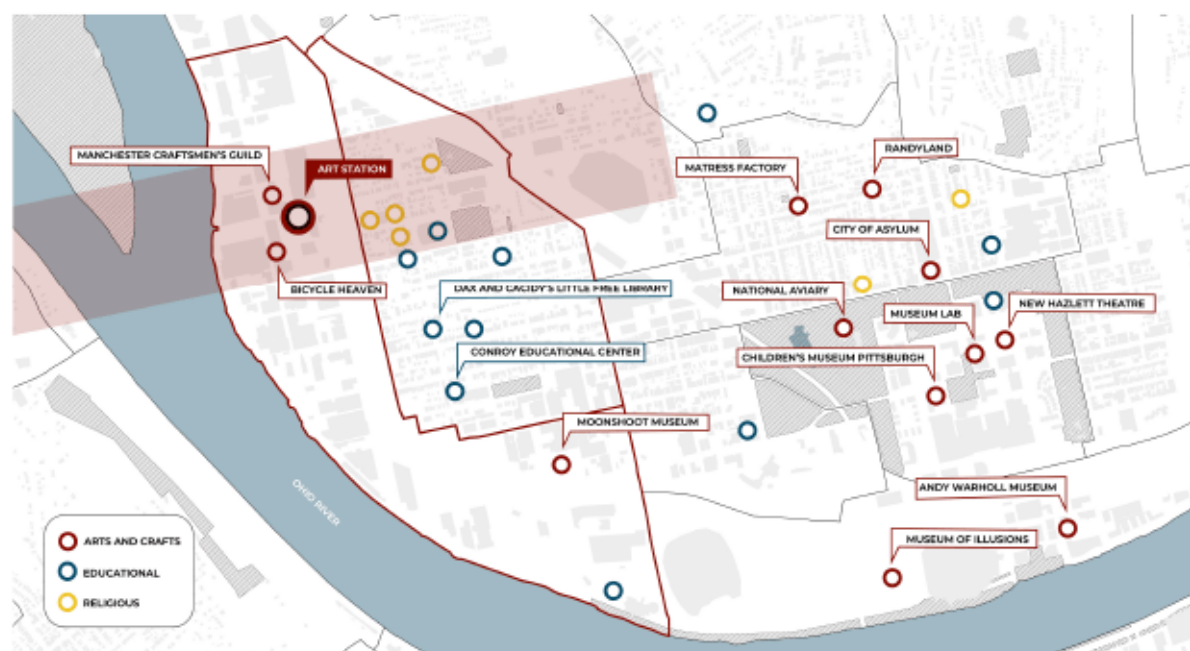 MANCHESTER CRAFTSMEN'S GUILD
ART STATION
MATRESS FACTORY
RANDYLAND
CITY OF ASYLUM
BICYCLE HEAVEN
DAX AND CACIDY'S LITTLE FREE LIBRARY
NATIONAL AVIARY
MUSEUM LAB
NEW HAZLETT THEATRE
CONROY EDUCATIONAL CENTER
CHILDREN'S MUSEUM PITTSBURGH
MOONSHOOT MUSEUM
ANDY WARHOLL MUSEUM
OHIO RIVER
MUSEUM OF ILLUSIONS
ARTS AND CRAFTS
EDUCATIONAL
RELIGIOUS